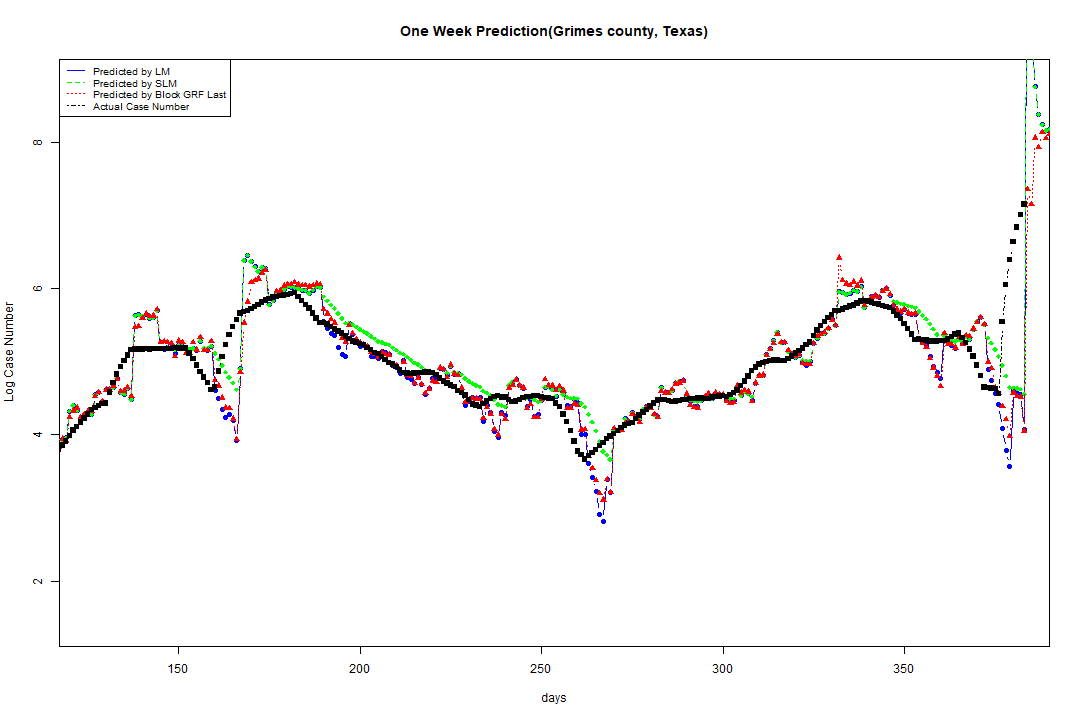 One Week Prediction(Grimes county, Texas)
Predicted by LM
Predicted by SLM
Predicted by Block GRF Last
Actual Case Number
Log Case Number
8
6
4
2
150 200 250 300 350
days